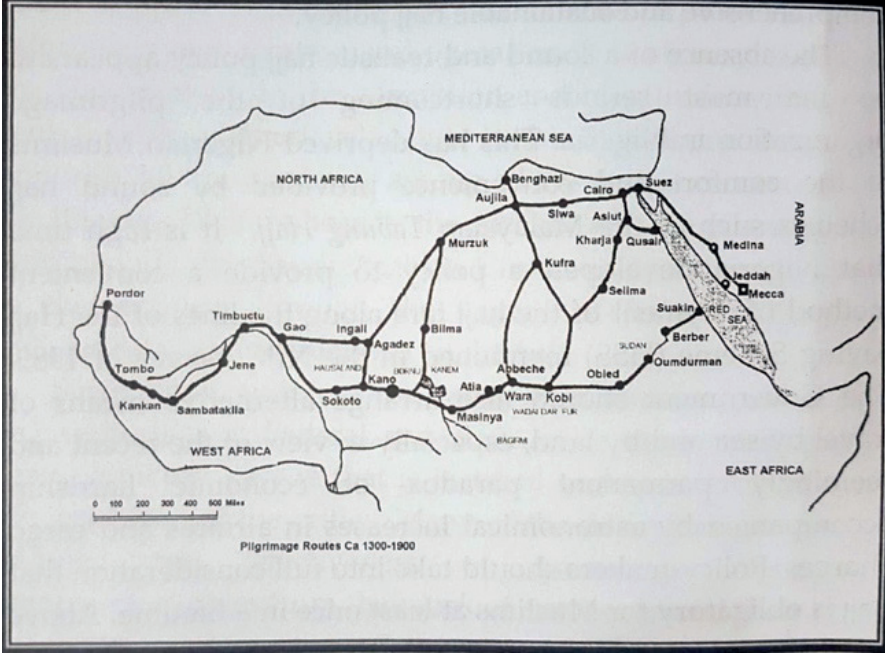 MEDITERRANEAN SEA
NORTH AFRICA
Benghazi
Cairo
Suez
Aujila
Siwa
Asiut
ARABIA
Murzuk
Kharja
Qusair
Medina
Kufra
Jeddah
Mecca
Pordor
Selima
Timbuctu
Gao
Suakin
RED
SEA
Ingall
Bilma
Berber
Tombo
Agadez
SUDAN
Jene
HAUSALAND
BORNU
KANEM
Abbeche
Oumdurman
Kano
Atia
Obied
Kankan
Sambatakila
Sokoto
Wara
Kobi
Masinya
WADAI DAR FUR
WEST AFRICA
BAGIRMI
EAST AFRICA
0 100 200 300 400 500 Miles
Pilgrimage Routes Ca 1300-1900